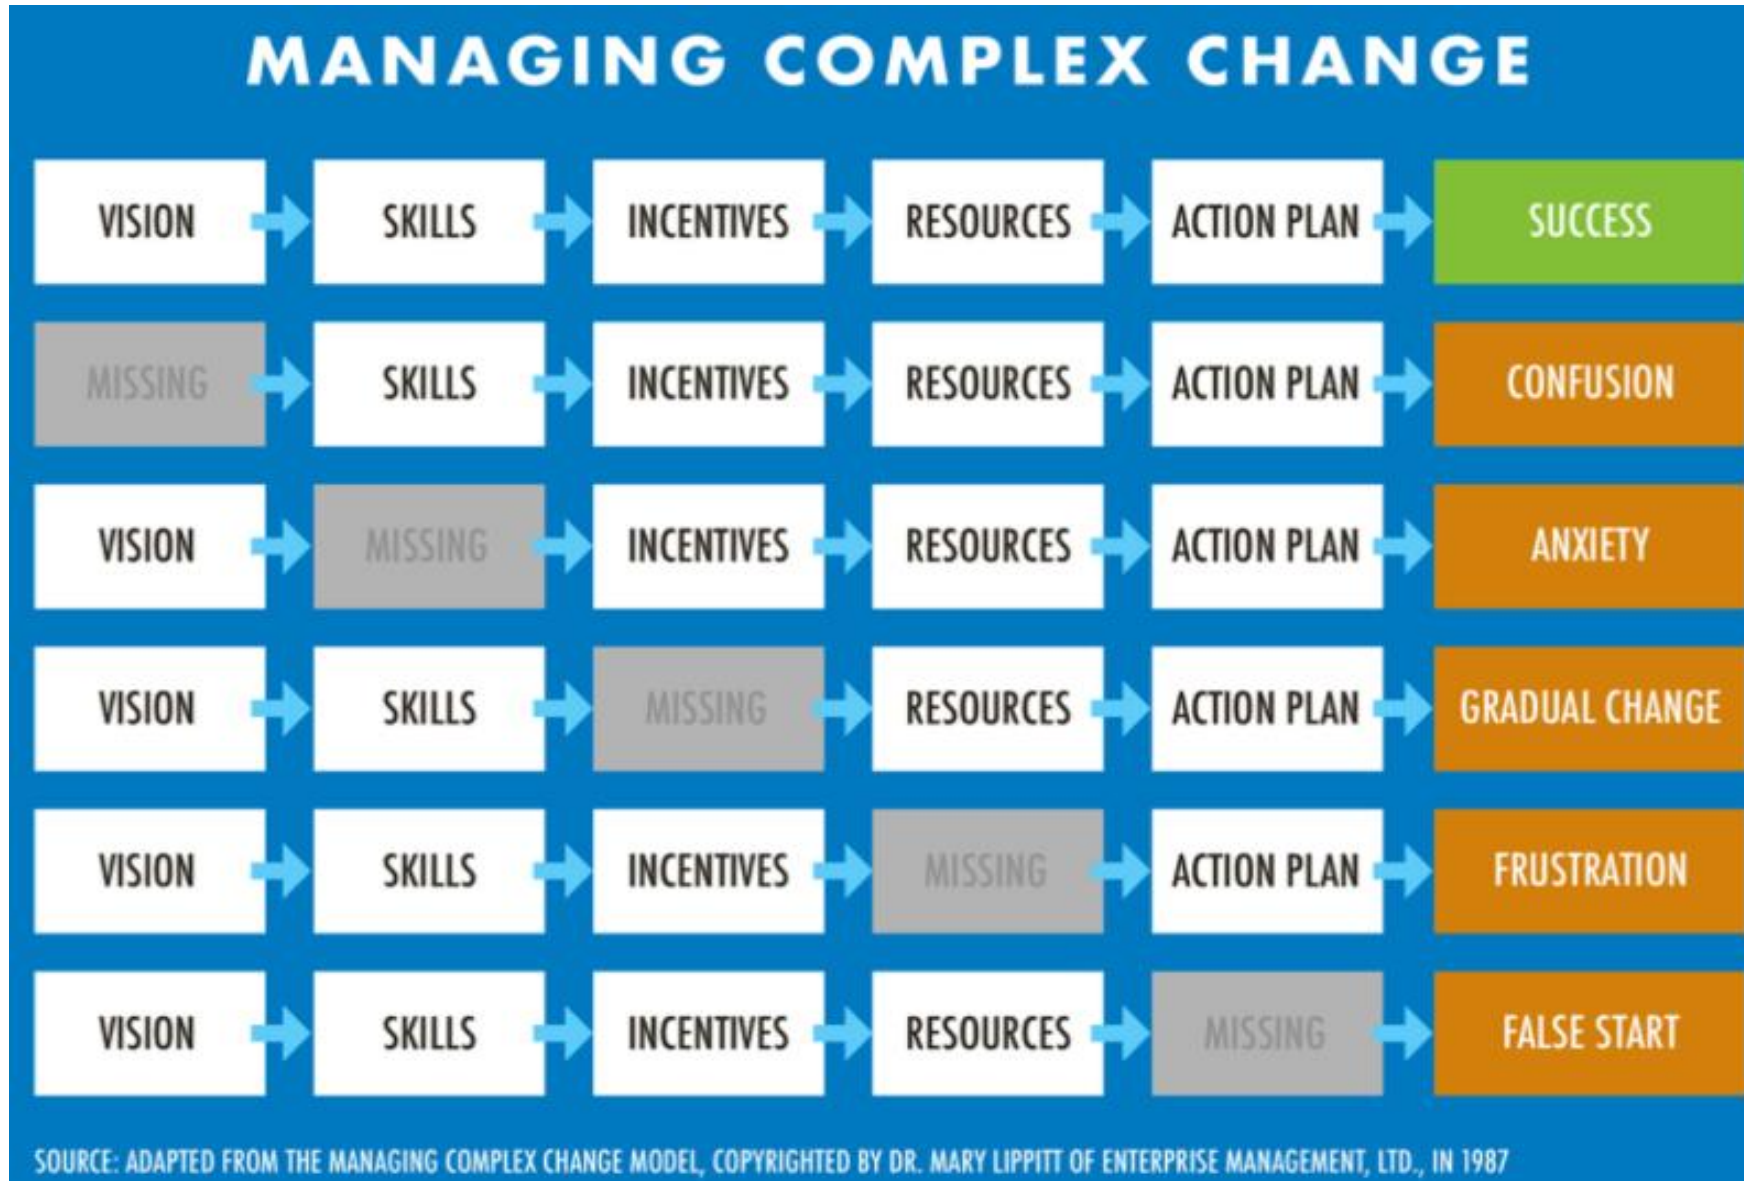 MANAGING COMPLEX CHANGE
VISION SKILLS INCENTIVES RESOURCES ACTION PLAN SUCCESS
MISSING SKILLS INCENTIVES RESOURCES ACTION PLAN CONFUSION
VISION MISSING INCENTIVES RESOURCES ACTION PLAN ANXIETY
VISION SKILLS MISSING RESOURCES ACTION PLAN GRADUAL CHANGE
VISION SKILLS INCENTIVES MISSING ACTION PLAN FRUSTRATION
VISION SKILLS INCENTIVES RESOURCES MISSING FALSE START
SOURCE: ADAPTED FROM THE MANAGING COMPLEX CHANGE MODEL, COPYRIGHTED BY DR. MARY LIPPITT OF ENTERPRISE MANAGEMENT, LTD., IN 1987